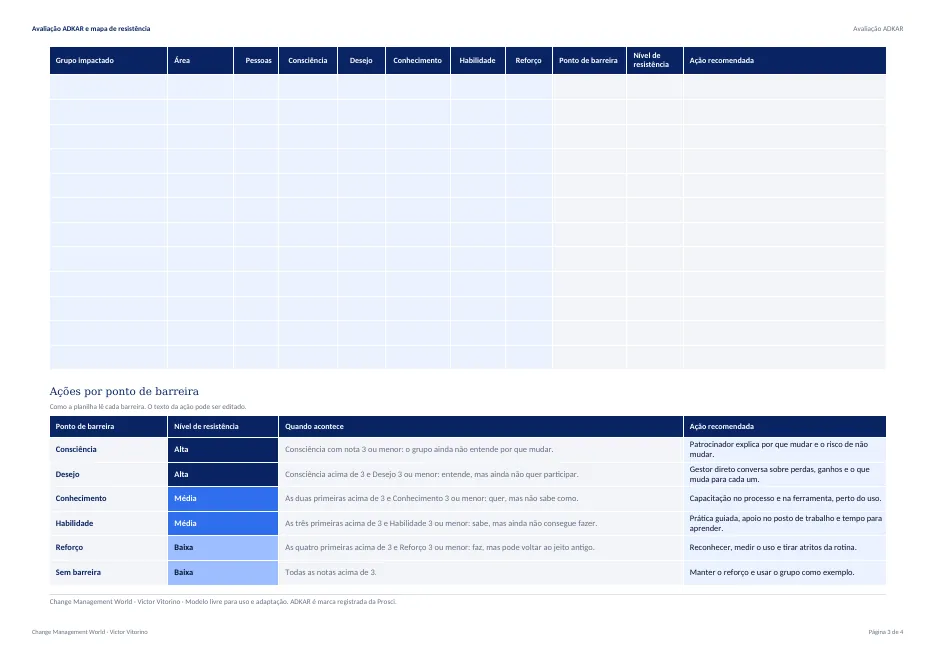 Avaliação ADKAR e mapa de resistência
Avaliação ADKAR
Grupo impactado
Área
Pessoas
Consciência
Desejo
Conhecimento
Habilidade
Reforço
Ponto de barreira
Nível de resistência
Ação recomendada
Ações por ponto de barreira
Como a planilha lê cada barreira. O texto da ação pode ser editado.
Ponto de barreira
Nível de resistência
Quando acontece
Ação recomendada
Consciência
Alta
Consciência com nota 3 ou menor: o grupo ainda não entende por que mudar.
Patrocinador explica por que mudar e o risco de não
mudar.
Desejo
Alta
Consciência acima de 3 e Desejo 3 ou menor: entende, mas ainda não quer participar.
Gestor direto conversa sobre perdas, ganhos e o que
muda para cada um.
Conhecimento
Média
As duas primeiras acima de 3 e Conhecimento 3 ou menor: quer, mas não sabe como.
Capacitação no processo e na ferramenta, perto do uso.
Habilidade
Média
As três primeiras acima de 3 e Habilidade 3 ou menor: sabe, mas ainda não consegue fazer.
Prática guiada, apoio no posto de trabalho e tempo para
aprender.
Reforço
Baixa
As quatro primeiras acima de 3 e Reforço 3 ou menor: faz, mas pode voltar ao jeito antigo.
Reconhecer, medir o uso e tirar atritos da rotina.
Sem barreira
Baixa
Todas as notas acima de 3.
Manter o reforço e usar o grupo como exemplo.
Change Management World · Victor Vitorino · Modelo livre para uso e adaptação. ADKAR é marca registrada da Prosci.
Change Management World · Victor Vitorino
Página 3 de 4